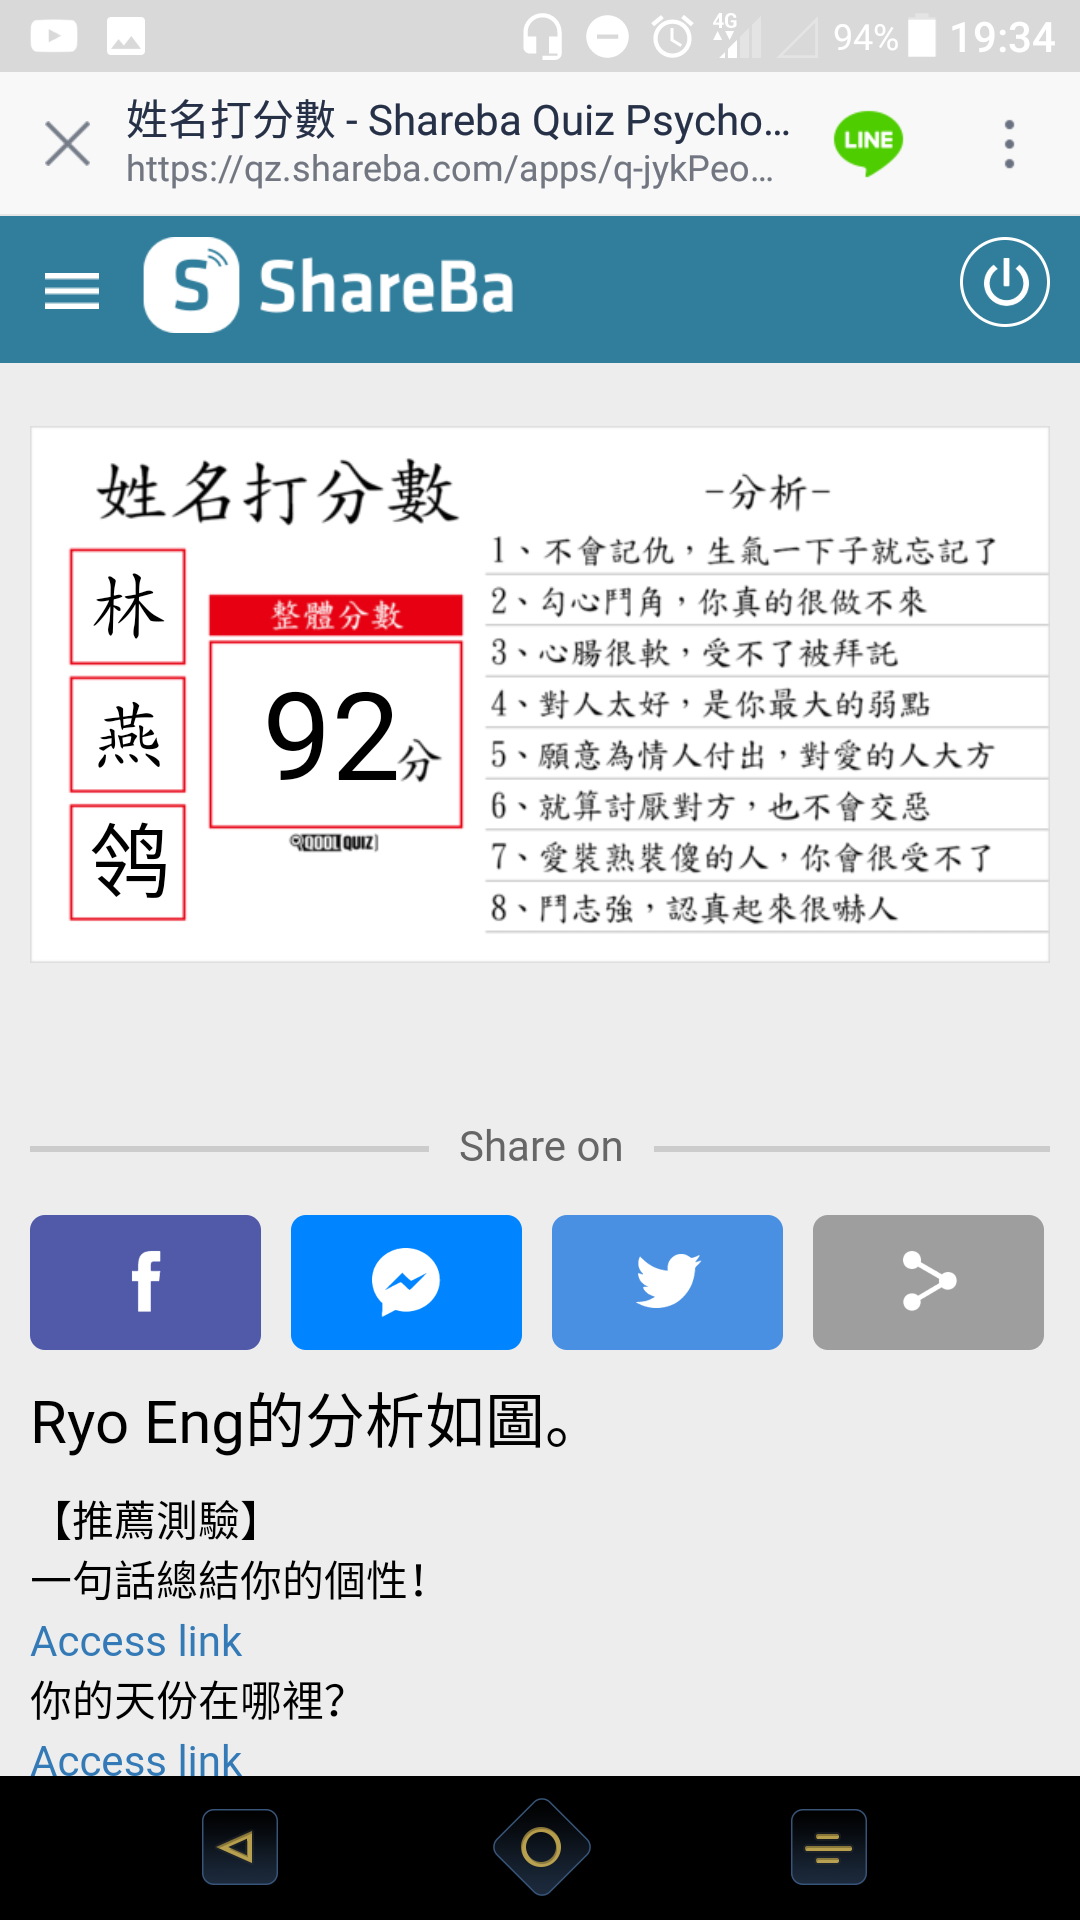 4G 94% 19:34
姓名打分數 - Shareba Quiz Psycho...
https://qz.shareba.com/apps/q-jykPeo...
LINE
S ShareBa
姓名打分數
林
燕
鸰
整體分數
92分
QOOOL QUIZ
-分析-
1、不會記仇，生氣一下子就忘記了
2、勾心鬥角，你真的很做不來
3、心腸很軟，受不了被拜託
4、對人太好，是你最大的弱點
5、願意為情人付出，對愛的人大方
6、就算討厭對方，也不會交惡
7、愛裝熟裝傻的人，你會很受不了
8、鬥志強，認真起來很嚇人
Share on
Ryo Eng的分析如圖。
【推薦測驗】
一句話總結你的個性！
Access link
你的天份在哪裡？
Access link